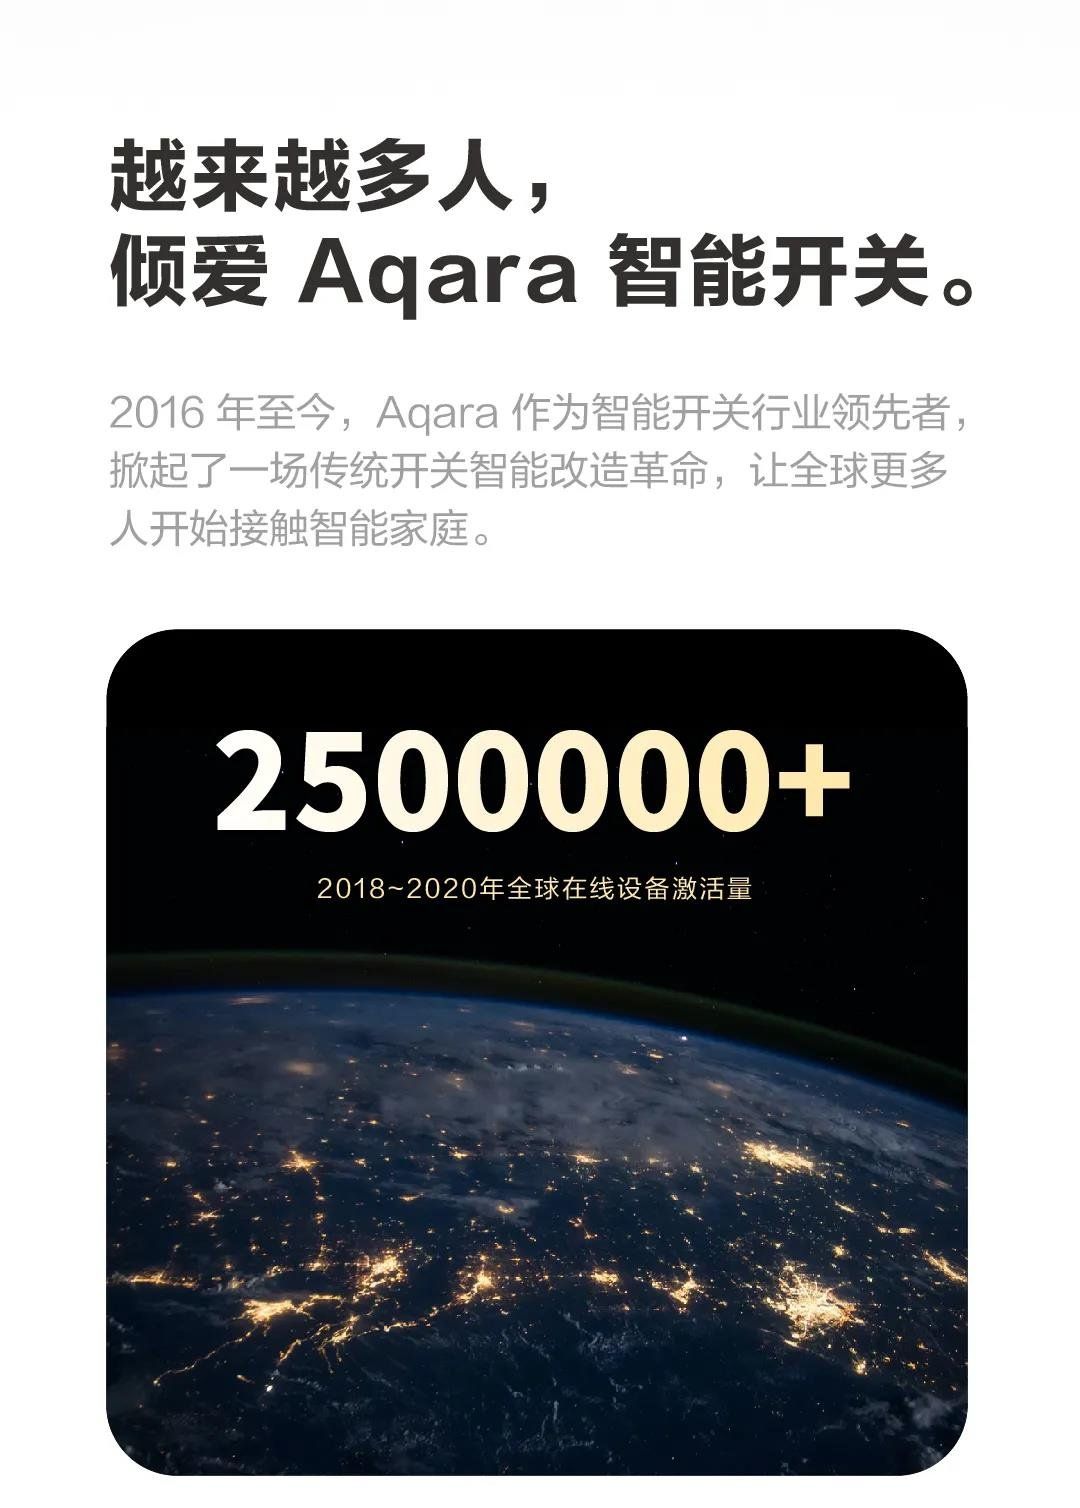 越来越多人，
倾爱 Aqara 智能开关。
2016 年至今，Aqara 作为智能开关行业领先者，
掀起了一场传统开关智能改造革命，让全球更多
人开始接触智能家庭。
2500000+
2018~2020年全球在线设备激活量